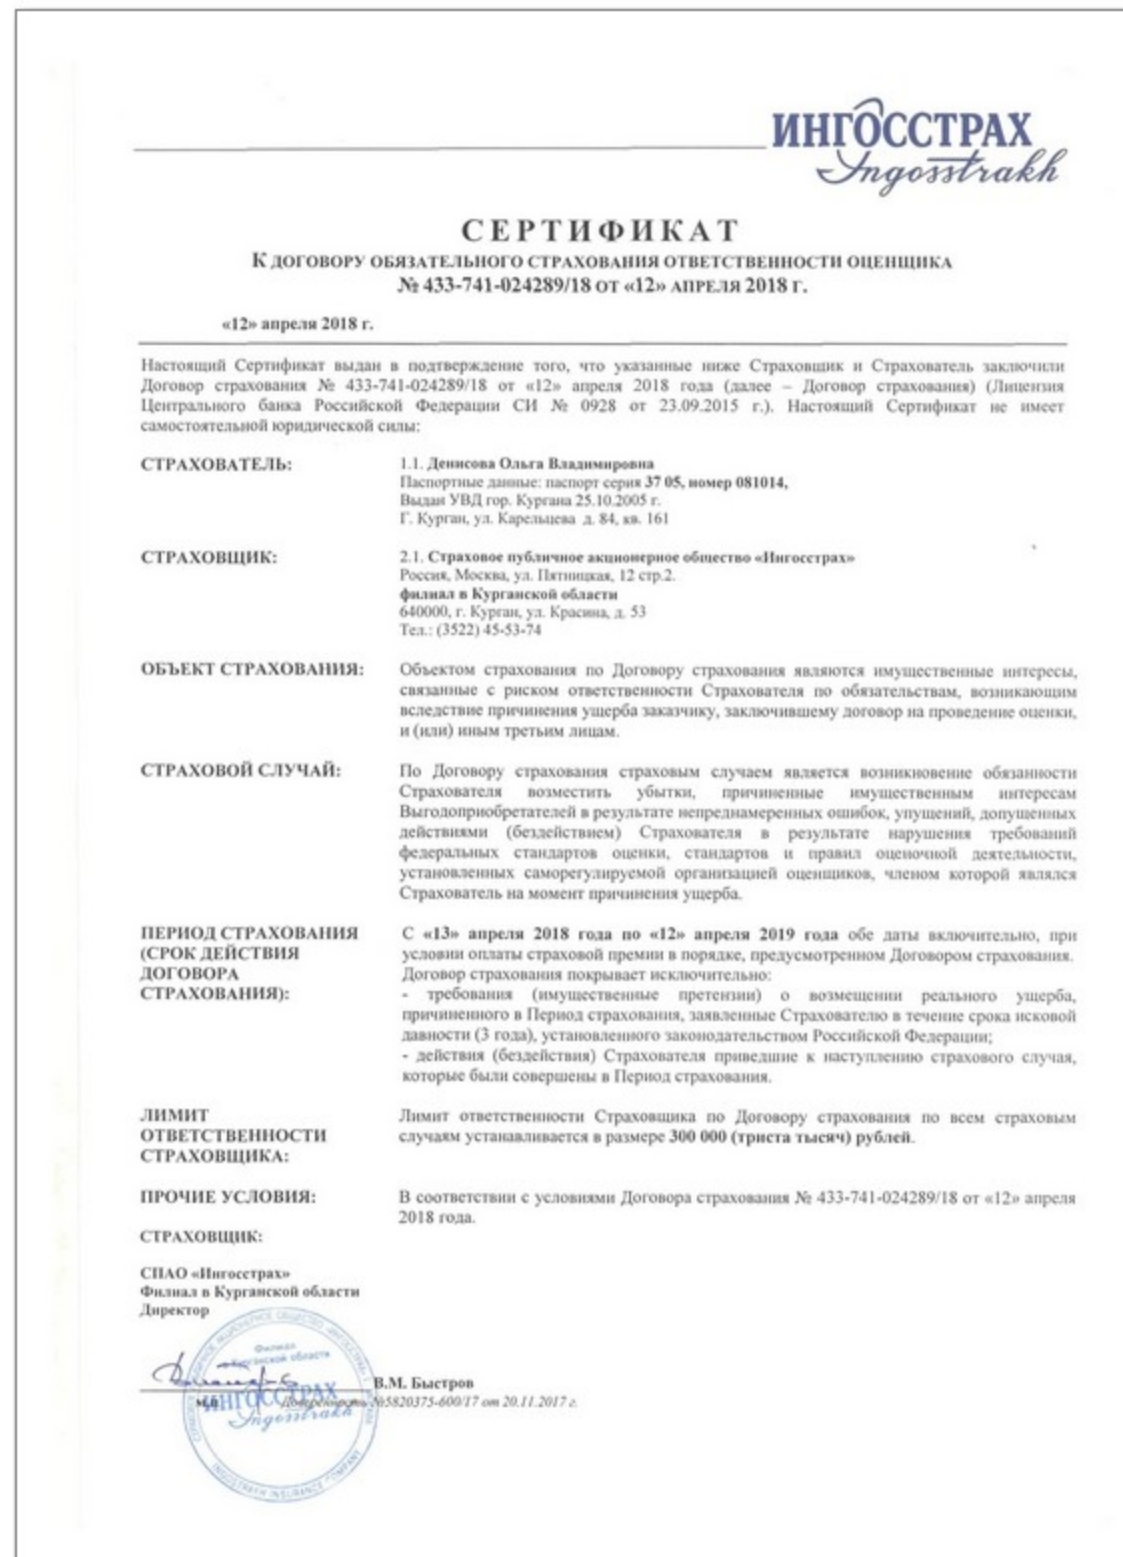 ИНГОССТРАХ
Ingosstrakh
СЕРТИФИКАТ
К ДОГОВОРУ ОБЯЗАТЕЛЬНОГО СТРАХОВАНИЯ ОТВЕТСТВЕННОСТИ ОЦЕНЩИКА
№ 433-741-024289/18 ОТ «12» АПРЕЛЯ 2018 Г.
«12» апреля 2018 г.
Настоящий Сертификат выдан в подтверждение того, что указанные ниже Страховщик и Страхователь заключили
Договор страхования № 433-741-024289/18 от «12» апреля 2018 года (далее – Договор страхования) (Лицензия
Центрального банка Российской Федерации СИ № 0928 от 23.09.2015 г.). Настоящий Сертификат не имеет
самостоятельной юридической силы:
СТРАХОВАТЕЛЬ:
1.1. Денисова Ольга Владимировна
Паспортные данные: паспорт серия 37 05, номер 081014,
Выдан УВД гор. Кургана 25.10.2005 г.
Г. Курган, ул. Карельцева д. 84, кв. 161
СТРАХОВЩИК:
2.1. Страховое публичное акционерное общество «Ингосстрах»
Россия, Москва, ул. Пятницкая, 12 стр.2.
филиал в Курганской области
640000, г. Курган, ул. Красина, д. 53
Тел.: (3522) 45-53-74
ОБЪЕКТ СТРАХОВАНИЯ:
Объектом страхования по Договору страхования являются имущественные интересы,
связанные с риском ответственности Страхователя по обязательствам, возникающим
вследствие причинения ущерба заказчику, заключившему договор на проведение оценки,
и (или) иным третьим лицам.
СТРАХОВОЙ СЛУЧАЙ:
По Договору страхования страховым случаем является возникновение обязанности
Страхователя возместить убытки, причиненные имущественным интересам
Выгодоприобретателей в результате непреднамеренных ошибок, упущений, допущенных
действиями (бездействием) Страхователя в результате нарушения требований
федеральных стандартов оценки, стандартов и правил оценочной деятельности,
установленных саморегулируемой организацией оценщиков, членом которой являлся
Страхователь на момент причинения ущерба.
ПЕРИОД СТРАХОВАНИЯ
(СРОК ДЕЙСТВИЯ
ДОГОВОРА
СТРАХОВАНИЯ):
С «13» апреля 2018 года по «12» апреля 2019 года обе даты включительно, при
условии оплаты страховой премии в порядке, предусмотренном Договором страхования.
Договор страхования покрывает исключительно:
- требования (имущественные претензии) о возмещении реального ущерба,
причиненного в Период страхования, заявленные Страхователю в течение срока исковой
давности (3 года), установленного законодательством Российской Федерации;
- действия (бездействия) Страхователя приведшие к наступлению страхового случая,
которые были совершены в Период страхования.
ЛИМИТ
ОТВЕТСТВЕННОСТИ
СТРАХОВЩИКА:
Лимит ответственности Страховщика по Договору страхования по всем страховым
случаям устанавливается в размере 300 000 (триста тысяч) рублей.
ПРОЧИЕ УСЛОВИЯ:
В соответствии с условиями Договора страхования № 433-741-024289/18 от «12» апреля
2018 года.
СТРАХОВЩИК:
СПАО «Ингосстрах»
Филиал в Курганской области
Директор
Филиал
в Курганской области
В.М. Быстров
М.П.
Доверенность №5820375-600/17 от 20.11.2017 г.
ИНГОССТРАХ
Ingosstrakh
INGOSSTRAKH INSURANCE COMPANY